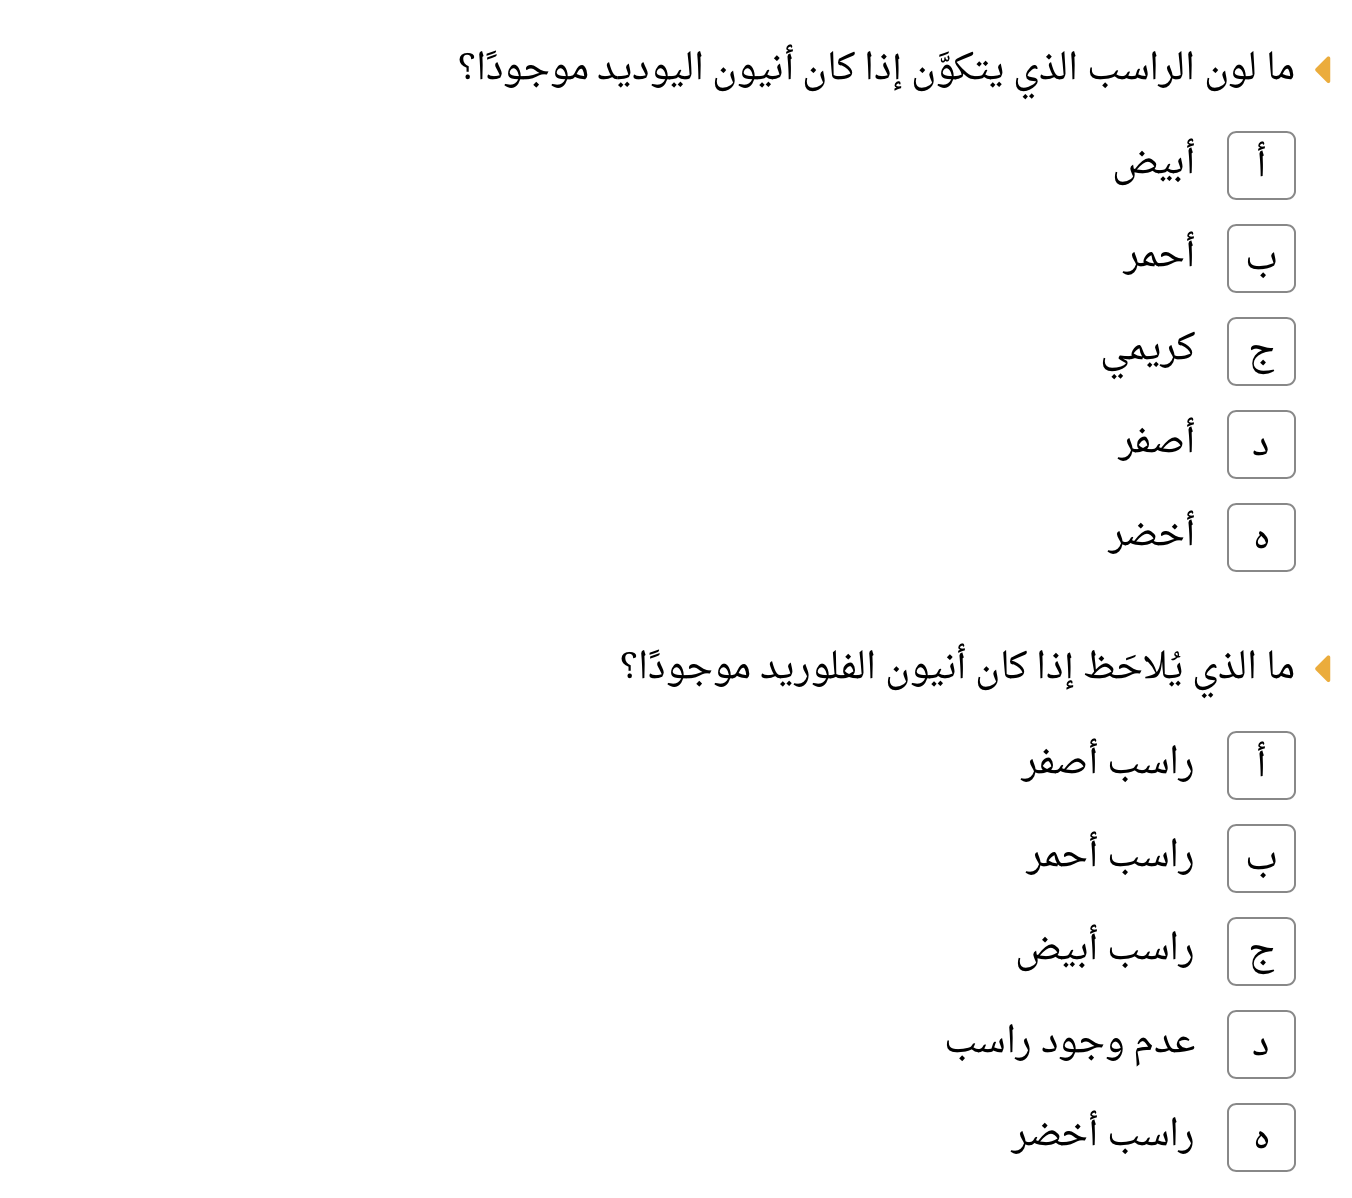 ما لون الراسب الذي يتكوَّن إذا كان أنيون اليوديد موجودًا؟
أ أبيض
ب أحمر
ج كريمي
د أصفر
ه أخضر
ما الذي يُلاحَظ إذا كان أنيون الفلوريد موجودًا؟
أ راسب أصفر
ب راسب أحمر
ج راسب أبيض
د عدم وجود راسب
ه راسب أخضر